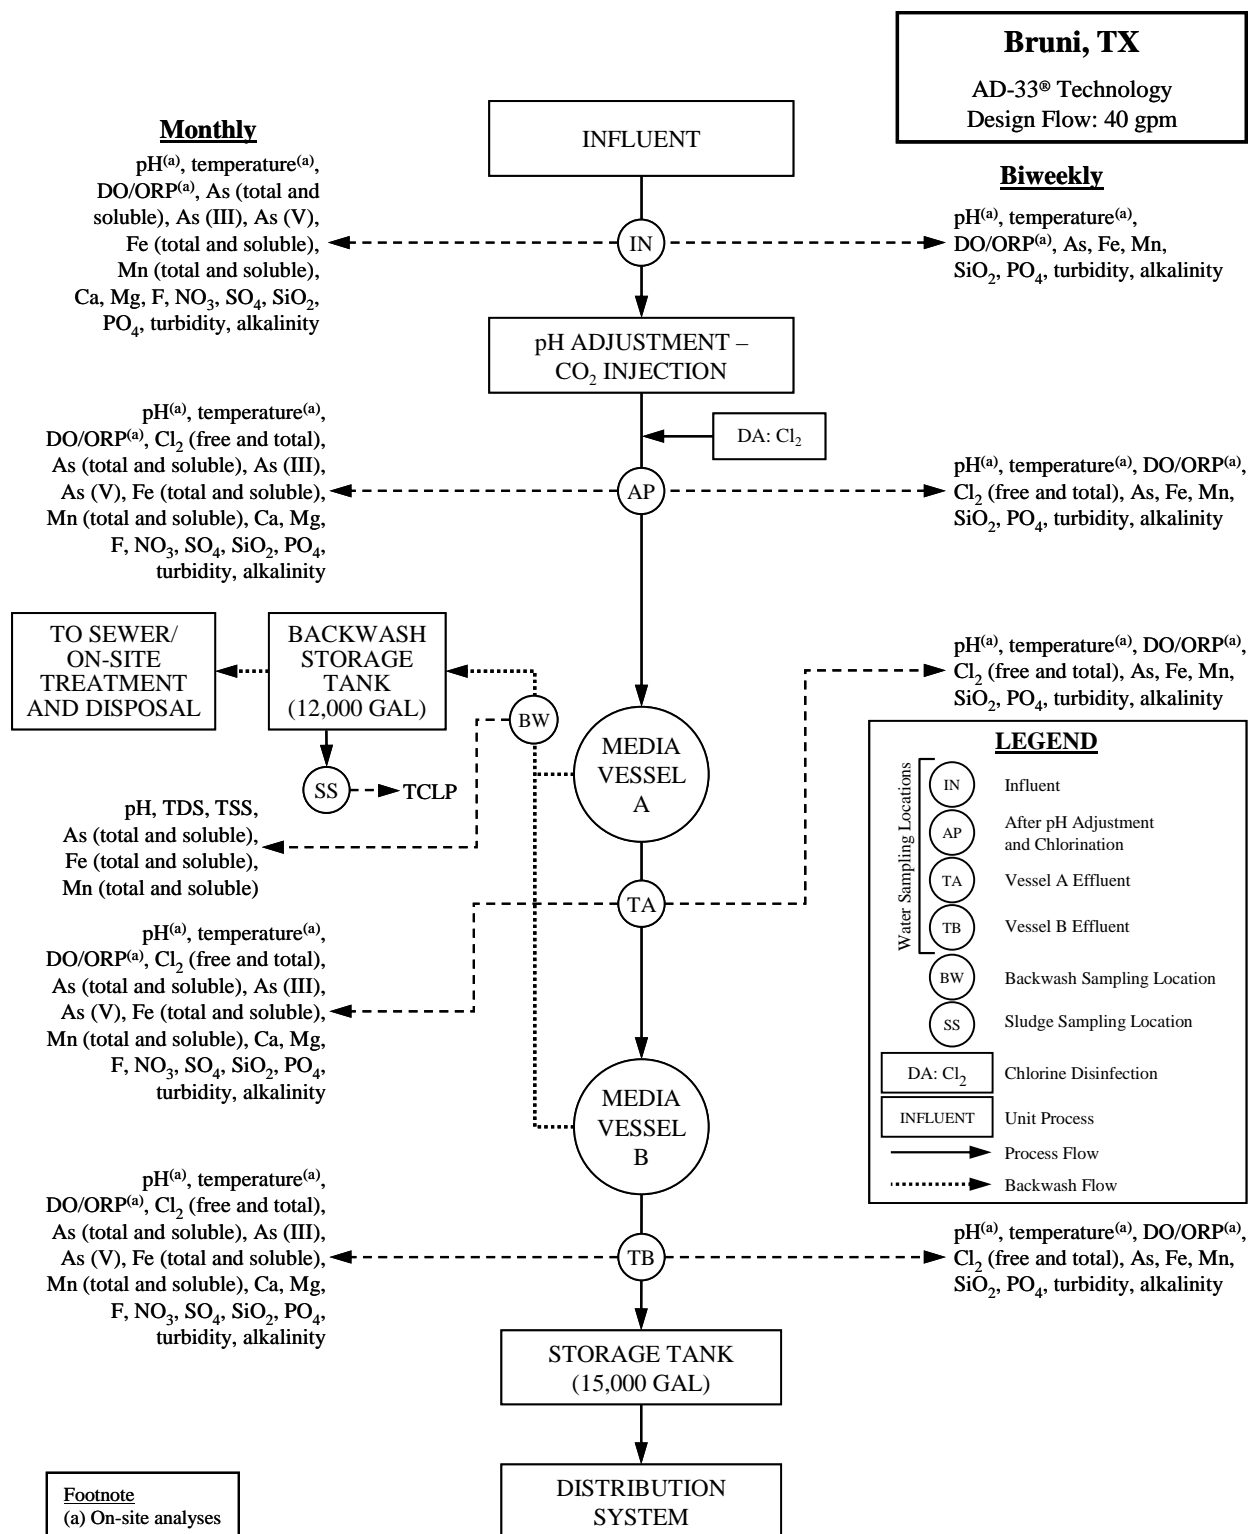 Bruni, TX
AD-33® Technology
Design Flow: 40 gpm
Monthly
pH(a), temperature(a),
DO/ORP(a), As (total and
soluble), As (III), As (V),
Fe (total and soluble),
Mn (total and soluble),
Ca, Mg, F, NO3, SO4, SiO2,
PO4, turbidity, alkalinity
INFLUENT
IN
Biweekly
pH(a), temperature(a),
DO/ORP(a), As, Fe, Mn,
SiO2, PO4, turbidity, alkalinity
pH ADJUSTMENT –
CO2 INJECTION
DA: Cl2
pH(a), temperature(a),
DO/ORP(a), Cl2 (free and total),
As (total and soluble), As (III),
As (V), Fe (total and soluble),
Mn (total and soluble), Ca, Mg,
F, NO3, SO4, SiO2, PO4,
turbidity, alkalinity
AP
pH(a), temperature(a), DO/ORP(a),
Cl2 (free and total), As, Fe, Mn,
SiO2, PO4, turbidity, alkalinity
TO SEWER/
ON-SITE
TREATMENT
AND DISPOSAL
BACKWASH
STORAGE
TANK
(12,000 GAL)
BW
SS
TCLP
pH, TDS, TSS,
As (total and soluble),
Fe (total and soluble),
Mn (total and soluble)
MEDIA
VESSEL
A
pH(a), temperature(a), DO/ORP(a),
Cl2 (free and total), As, Fe, Mn,
SiO2, PO4, turbidity, alkalinity
TA
pH(a), temperature(a),
DO/ORP(a), Cl2 (free and total),
As (total and soluble), As (III),
As (V), Fe (total and soluble),
Mn (total and soluble), Ca, Mg,
F, NO3, SO4, SiO2, PO4,
turbidity, alkalinity
MEDIA
VESSEL
B
LEGEND
Water Sampling Locations
IN Influent
AP After pH Adjustment
and Chlorination
TA Vessel A Effluent
TB Vessel B Effluent
BW Backwash Sampling Location
SS Sludge Sampling Location
DA: Cl2 Chlorine Disinfection
INFLUENT Unit Process
Process Flow
Backwash Flow
pH(a), temperature(a),
DO/ORP(a), Cl2 (free and total),
As (total and soluble), As (III),
As (V), Fe (total and soluble),
Mn (total and soluble), Ca, Mg,
F, NO3, SO4, SiO2, PO4,
turbidity, alkalinity
TB
pH(a), temperature(a), DO/ORP(a),
Cl2 (free and total), As, Fe, Mn,
SiO2, PO4, turbidity, alkalinity
STORAGE TANK
(15,000 GAL)
DISTRIBUTION
SYSTEM
Footnote
(a) On-site analyses